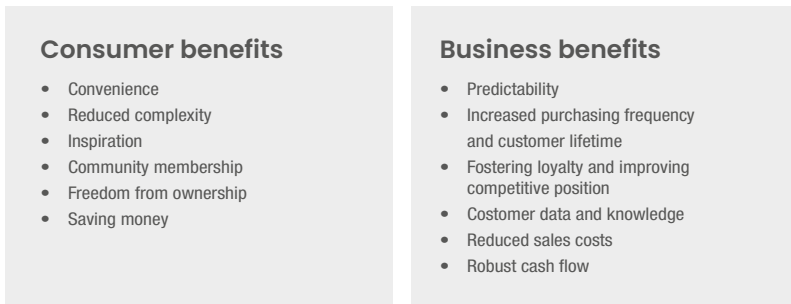 Consumer benefits
• Convenience
• Reduced complexity
• Inspiration
• Community membership
• Freedom from ownership
• Saving money
Business benefits
• Predictability
• Increased purchasing frequency
and customer lifetime
• Fostering loyalty and improving
competitive position
• Costomer data and knowledge
• Reduced sales costs
• Robust cash flow